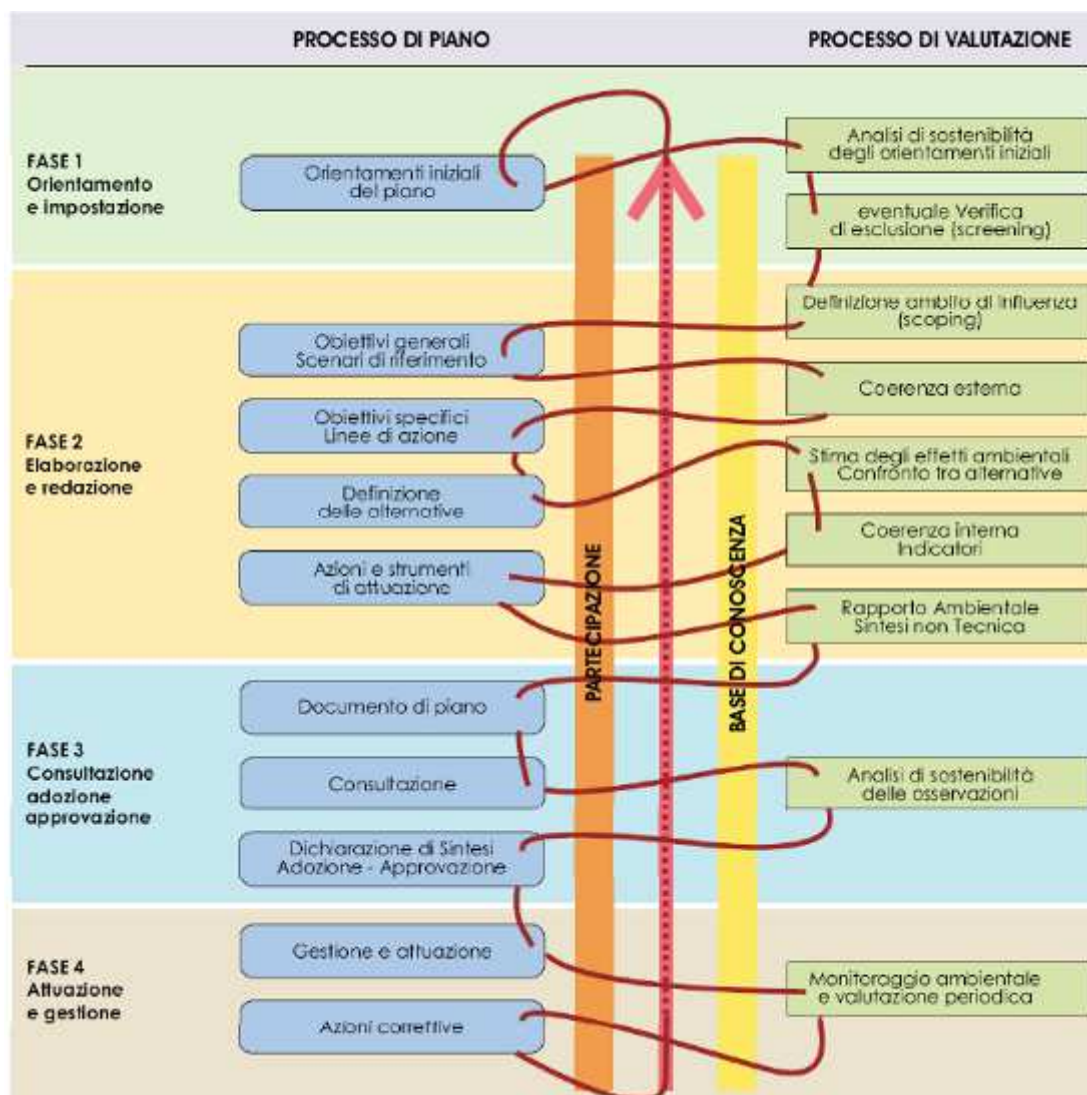 PROCESSO DI PIANO
PROCESSO DI VALUTAZIONE
FASE 1
Orientamento
e impostazione
Orientamenti iniziali
del piano
Analisi di sostenibilità
degli orientamenti iniziali
eventuale Verifica
di esclusione (screening)
FASE 2
Elaborazione
e redazione
Obiettivi generali
Scenari di riferimento
Obiettivi specifici
Linee di azione
Definizione
delle alternative
Azioni e strumenti
di attuazione
Definizione ambito di influenza
(scoping)
Coerenza esterna
Stima degli effetti ambientali
Confronto tra alternative
Coerenza interna
Indicatori
Rapporto Ambientale
Sintesi non Tecnica
PARTECIPAZIONE
BASE DI CONOSCENZA
FASE 3
Consultazione
adozione
approvazione
Documento di piano
Consultazione
Dichiarazione di Sintesi
Adozione - Approvazione
Analisi di sostenibilità
delle osservazioni
FASE 4
Attuazione
e gestione
Gestione e attuazione
Azioni correttive
Monitoraggio ambientale
e valutazione periodica